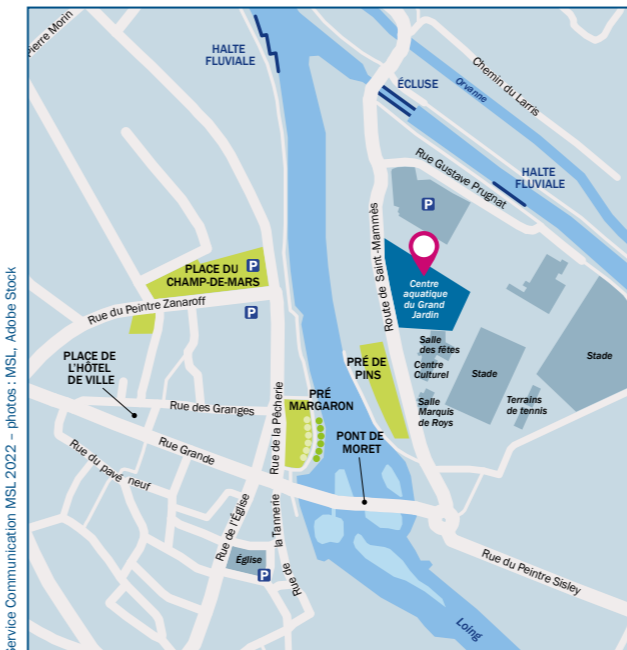 Pierre Morin
HALTE
FLUVIALE
ÉCLUSE
Orvanne
Chemin du Larris
Rue Gustave Prugnat
HALTE
FLUVIALE
P
Route de Saint-Mammès
Centre
aquatique
du Grand
Jardin
PLACE DU
CHAMP-DE-MARS
P
Rue du Peintre Zanaroff
P
PLACE DE
L'HÔTEL
DE VILLE
Salle
des fêtes
Centre
Culturel
Stade
Stade
PRÉ DE
PINS
Salle
Marquis
de Roys
Terrains
de tennis
PRÉ
MARGARON
Rue des Granges
Rue de la Pêcherie
Rue Grande
PONT DE
MORET
Rue du pavé neuf
Rue de l'Église
Rue de la Tannerie
Église
P
Rue du Peintre Sisley
Loing
Service Communication MSL 2022 – photos : MSL, Adobe Stock